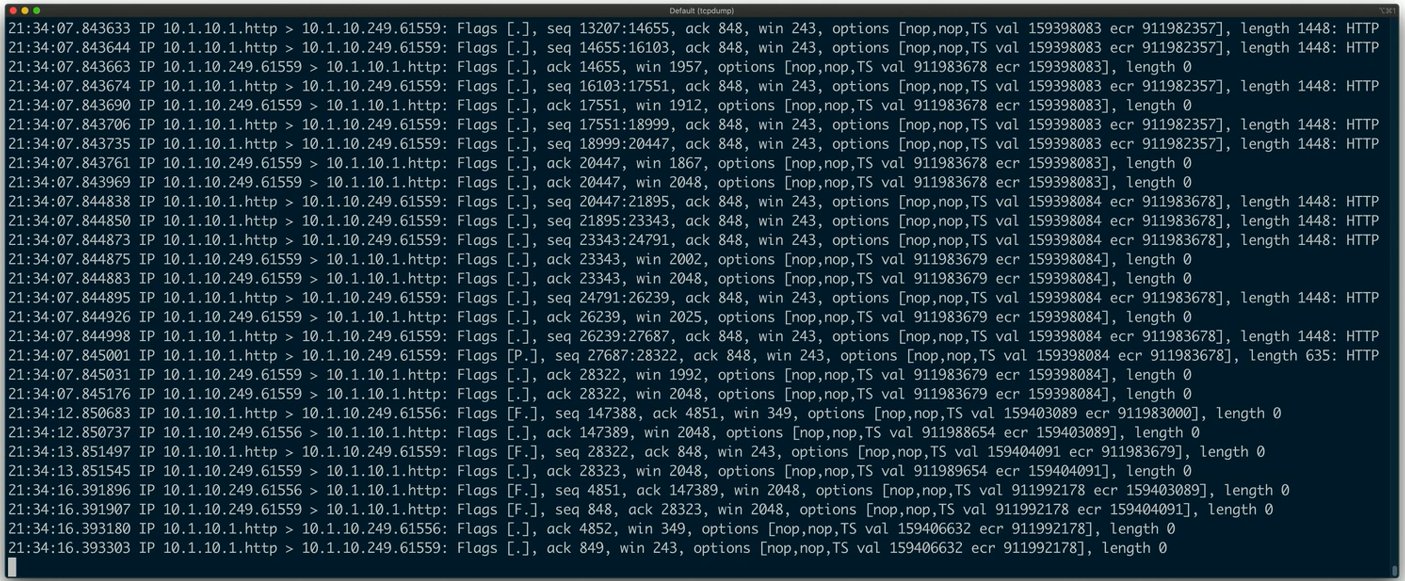 Default (tcpdump)
⌥⌘1
21:34:07.843633 IP 10.1.10.1.http > 10.1.10.249.61559: Flags [.], seq 13207:14655, ack 848, win 243, options [nop,nop,TS val 159398083 ecr 911982357], length 1448: HTTP
21:34:07.843644 IP 10.1.10.1.http > 10.1.10.249.61559: Flags [.], seq 14655:16103, ack 848, win 243, options [nop,nop,TS val 159398083 ecr 911982357], length 1448: HTTP
21:34:07.843663 IP 10.1.10.249.61559 > 10.1.10.1.http: Flags [.], ack 14655, win 1957, options [nop,nop,TS val 911983678 ecr 159398083], length 0
21:34:07.843674 IP 10.1.10.1.http > 10.1.10.249.61559: Flags [.], seq 16103:17551, ack 848, win 243, options [nop,nop,TS val 159398083 ecr 911982357], length 1448: HTTP
21:34:07.843690 IP 10.1.10.249.61559 > 10.1.10.1.http: Flags [.], ack 17551, win 1912, options [nop,nop,TS val 911983678 ecr 159398083], length 0
21:34:07.843706 IP 10.1.10.1.http > 10.1.10.249.61559: Flags [.], seq 17551:18999, ack 848, win 243, options [nop,nop,TS val 159398083 ecr 911982357], length 1448: HTTP
21:34:07.843735 IP 10.1.10.1.http > 10.1.10.249.61559: Flags [.], seq 18999:20447, ack 848, win 243, options [nop,nop,TS val 159398083 ecr 911982357], length 1448: HTTP
21:34:07.843761 IP 10.1.10.249.61559 > 10.1.10.1.http: Flags [.], ack 20447, win 1867, options [nop,nop,TS val 911983678 ecr 159398083], length 0
21:34:07.843969 IP 10.1.10.249.61559 > 10.1.10.1.http: Flags [.], ack 20447, win 2048, options [nop,nop,TS val 911983678 ecr 159398083], length 0
21:34:07.844838 IP 10.1.10.1.http > 10.1.10.249.61559: Flags [.], seq 20447:21895, ack 848, win 243, options [nop,nop,TS val 159398084 ecr 911983678], length 1448: HTTP
21:34:07.844850 IP 10.1.10.1.http > 10.1.10.249.61559: Flags [.], seq 21895:23343, ack 848, win 243, options [nop,nop,TS val 159398084 ecr 911983678], length 1448: HTTP
21:34:07.844873 IP 10.1.10.1.http > 10.1.10.249.61559: Flags [.], seq 23343:24791, ack 848, win 243, options [nop,nop,TS val 159398084 ecr 911983678], length 1448: HTTP
21:34:07.844875 IP 10.1.10.249.61559 > 10.1.10.1.http: Flags [.], ack 23343, win 2002, options [nop,nop,TS val 911983679 ecr 159398084], length 0
21:34:07.844883 IP 10.1.10.249.61559 > 10.1.10.1.http: Flags [.], ack 23343, win 2048, options [nop,nop,TS val 911983679 ecr 159398084], length 0
21:34:07.844895 IP 10.1.10.1.http > 10.1.10.249.61559: Flags [.], seq 24791:26239, ack 848, win 243, options [nop,nop,TS val 159398084 ecr 911983678], length 1448: HTTP
21:34:07.844926 IP 10.1.10.249.61559 > 10.1.10.1.http: Flags [.], ack 26239, win 2025, options [nop,nop,TS val 911983679 ecr 159398084], length 0
21:34:07.844998 IP 10.1.10.1.http > 10.1.10.249.61559: Flags [.], seq 26239:27687, ack 848, win 243, options [nop,nop,TS val 159398084 ecr 911983678], length 1448: HTTP
21:34:07.845001 IP 10.1.10.1.http > 10.1.10.249.61559: Flags [P.], seq 27687:28322, ack 848, win 243, options [nop,nop,TS val 159398084 ecr 911983678], length 635: HTTP
21:34:07.845031 IP 10.1.10.249.61559 > 10.1.10.1.http: Flags [.], ack 28322, win 1992, options [nop,nop,TS val 911983679 ecr 159398084], length 0
21:34:07.845176 IP 10.1.10.249.61559 > 10.1.10.1.http: Flags [.], ack 28322, win 2048, options [nop,nop,TS val 911983679 ecr 159398084], length 0
21:34:12.850683 IP 10.1.10.1.http > 10.1.10.249.61556: Flags [F.], seq 147388, ack 4851, win 349, options [nop,nop,TS val 159403089 ecr 911983000], length 0
21:34:12.850737 IP 10.1.10.249.61556 > 10.1.10.1.http: Flags [.], ack 147389, win 2048, options [nop,nop,TS val 911988654 ecr 159403089], length 0
21:34:13.851497 IP 10.1.10.1.http > 10.1.10.249.61559: Flags [F.], seq 28322, ack 848, win 243, options [nop,nop,TS val 159404091 ecr 911983679], length 0
21:34:13.851545 IP 10.1.10.249.61559 > 10.1.10.1.http: Flags [.], ack 28323, win 2048, options [nop,nop,TS val 911989654 ecr 159404091], length 0
21:34:16.391896 IP 10.1.10.249.61556 > 10.1.10.1.http: Flags [F.], seq 4851, ack 147389, win 2048, options [nop,nop,TS val 911992178 ecr 159403089], length 0
21:34:16.391907 IP 10.1.10.249.61559 > 10.1.10.1.http: Flags [F.], seq 848, ack 28323, win 2048, options [nop,nop,TS val 911992178 ecr 159404091], length 0
21:34:16.393180 IP 10.1.10.1.http > 10.1.10.249.61556: Flags [.], ack 4852, win 349, options [nop,nop,TS val 159406632 ecr 911992178], length 0
21:34:16.393303 IP 10.1.10.1.http > 10.1.10.249.61559: Flags [.], ack 849, win 243, options [nop,nop,TS val 159406632 ecr 911992178], length 0